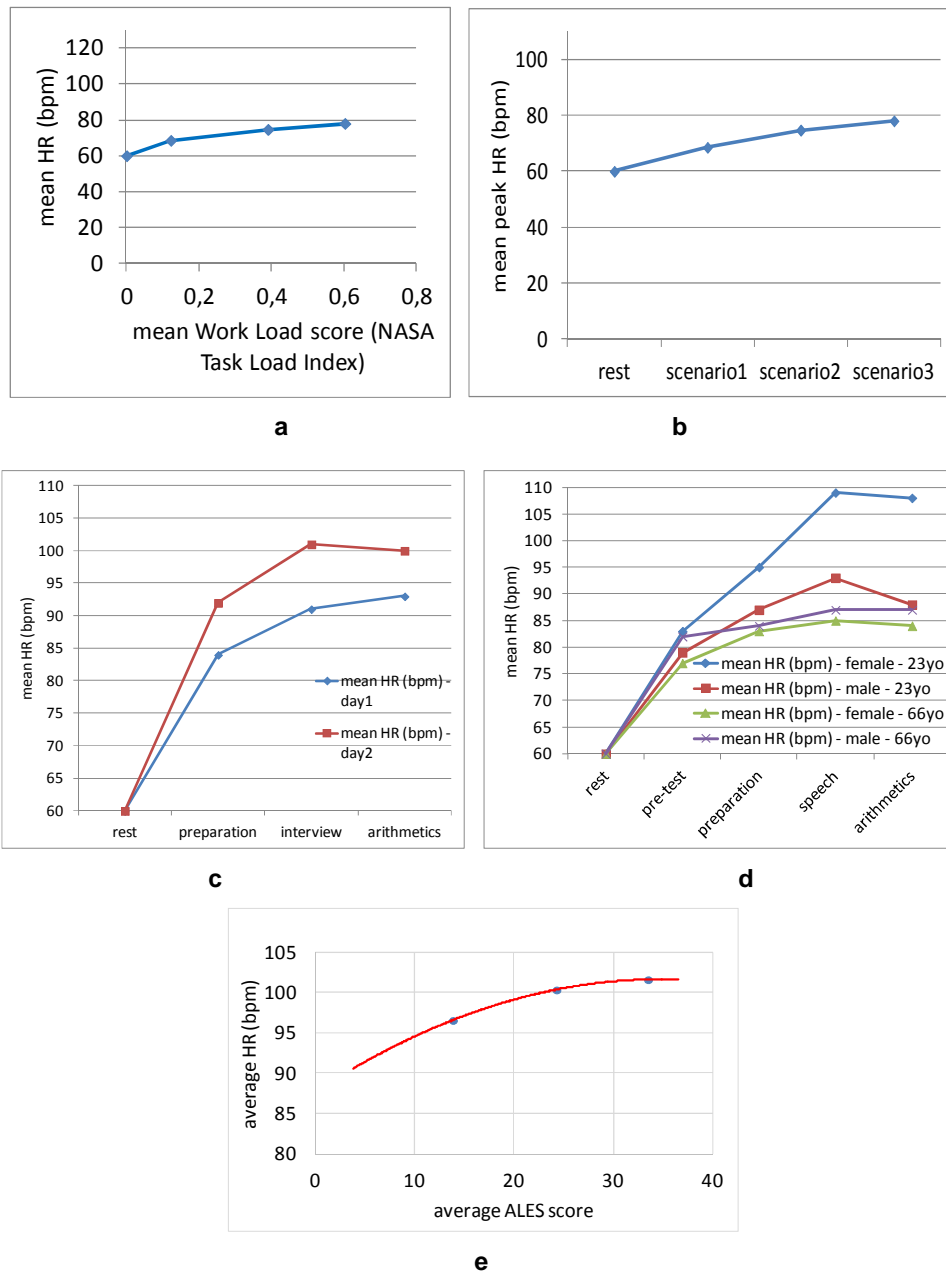 120
100
80
60
40
20
0
mean HR (bpm)
0 0,2 0,4 0,6 0,8
mean Work Load score (NASA
Task Load Index)
a
100
80
60
40
20
0
mean peak HR (bpm)
rest scenario1 scenario2 scenario3
b
110
105
100
95
90
85
80
75
70
65
60
mean HR (bpm)
mean HR (bpm) -
day1
mean HR (bpm) -
day2
rest preparation interview arithmetics
c
110
105
100
95
90
85
80
75
70
65
60
mean HR (bpm)
mean HR (bpm) - female - 23yo
mean HR (bpm) - male - 23yo
mean HR (bpm) - female - 66yo
mean HR (bpm) - male - 66yo
rest
pre-test
preparation
speech
arithmetics
d
105
100
95
90
85
80
average HR (bpm)
0 10 20 30 40
average ALES score
e